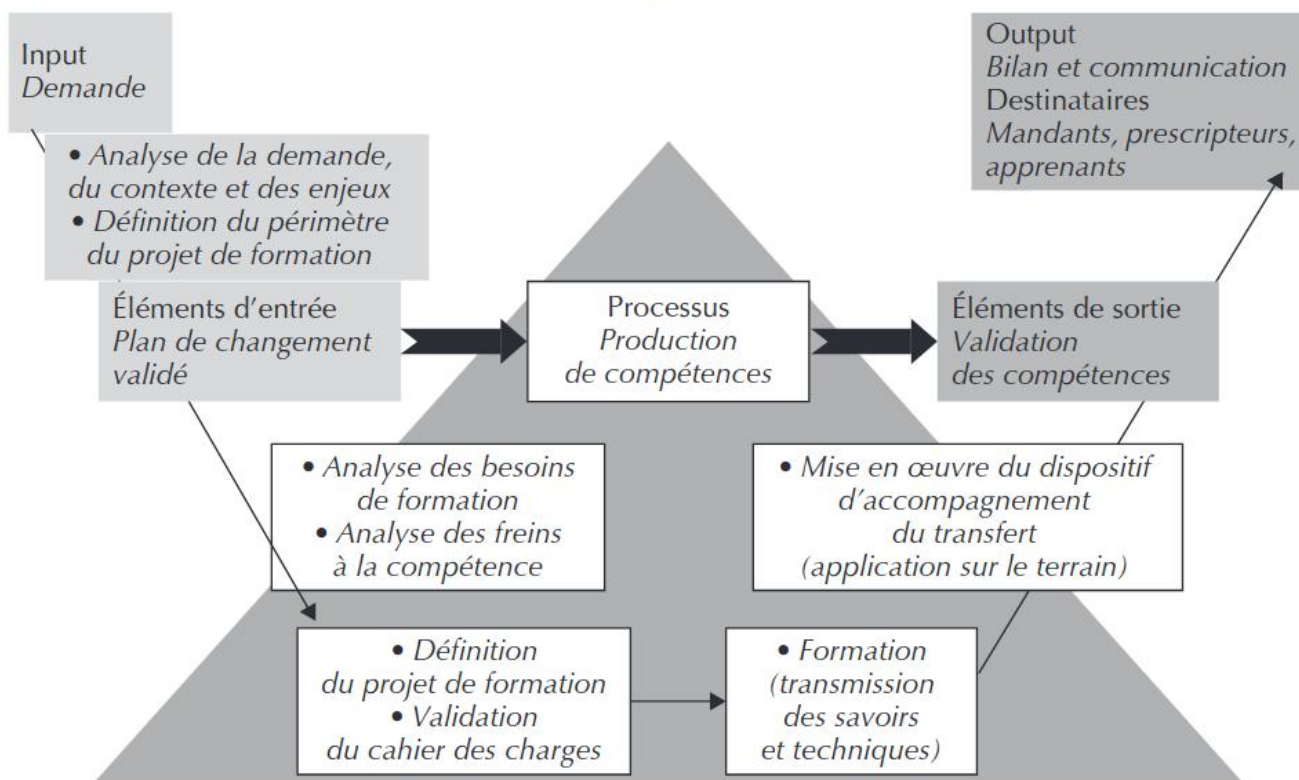 Input
Demande
• Analyse de la demande,
du contexte et des enjeux
• Définition du périmètre
du projet de formation
Éléments d'entrée
Plan de changement
validé
Processus
Production
de compétences
Output
Bilan et communication
Destinataires
Mandants, prescripteurs,
apprenants
Éléments de sortie
Validation
des compétences
• Analyse des besoins
de formation
• Analyse des freins
à la compétence
• Mise en œuvre du dispositif
d'accompagnement
du transfert
(application sur le terrain)
• Définition
du projet de formation
• Validation
du cahier des charges
• Formation
(transmission
des savoirs
et techniques)